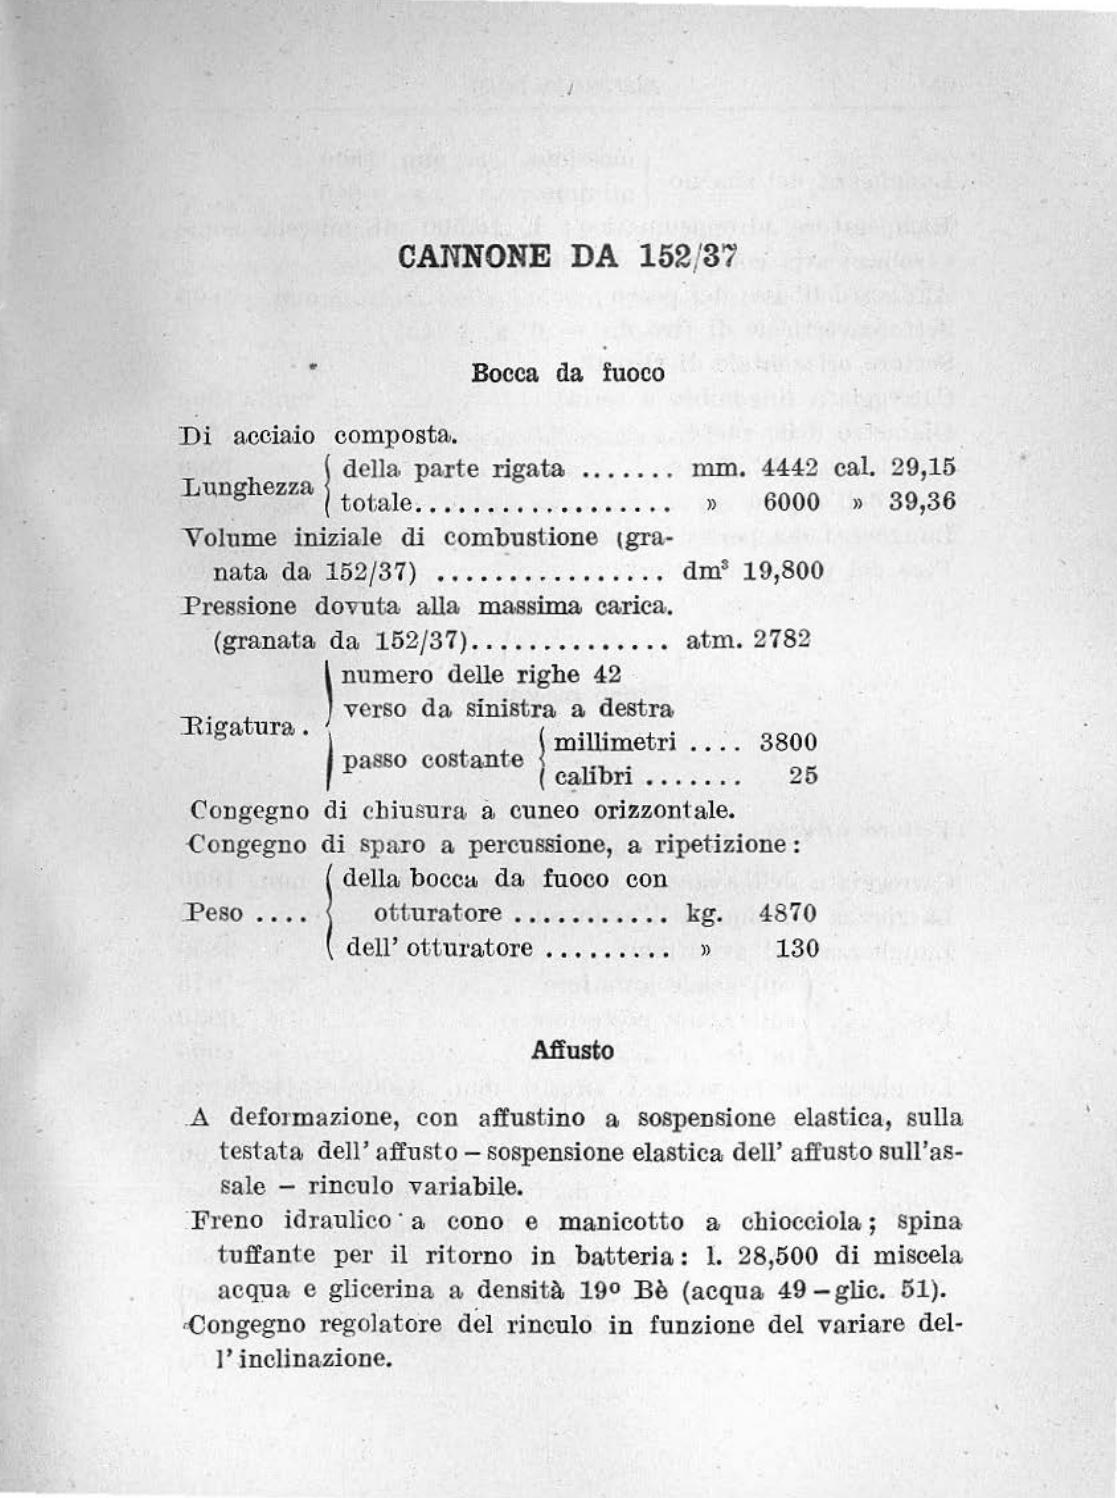 CANNONE DA 152/37
Bocca da fuoco
Di acciaio composta.
Lunghezza { della parte rigata ....... mm. 4442 cal. 29,15
totale.................. » 6000 » 39,36
Volume iniziale di combustione (gra-
nata da 152/37) ................ dm³ 19,800
Pressione dovuta alla massima carica.
(granata da 152/37).............. atm. 2782
numero delle righe 42
verso da sinistra a destra
Rigatura .
passo costante { millimetri .... 3800
calibri ....... 25
Congegno di chiusura a cuneo orizzontale.
Congegno di sparo a percussione, a ripetizione :
della bocca da fuoco con
Peso .... { otturatore ........... kg. 4870
dell' otturatore ......... » 130
Affusto
A deformazione, con affustino a sospensione elastica, sulla
testata dell' affusto – sospensione elastica dell' affusto sull'as-
sale – rinculo variabile.
Freno idraulico a cono e manicotto a chiocciola ; spina
tuffante per il ritorno in batteria : l. 28,500 di miscela
acqua e glicerina a densità 19º Bè (acqua 49 – glic. 51).
Congegno regolatore del rinculo in funzione del variare del-
l' inclinazione.